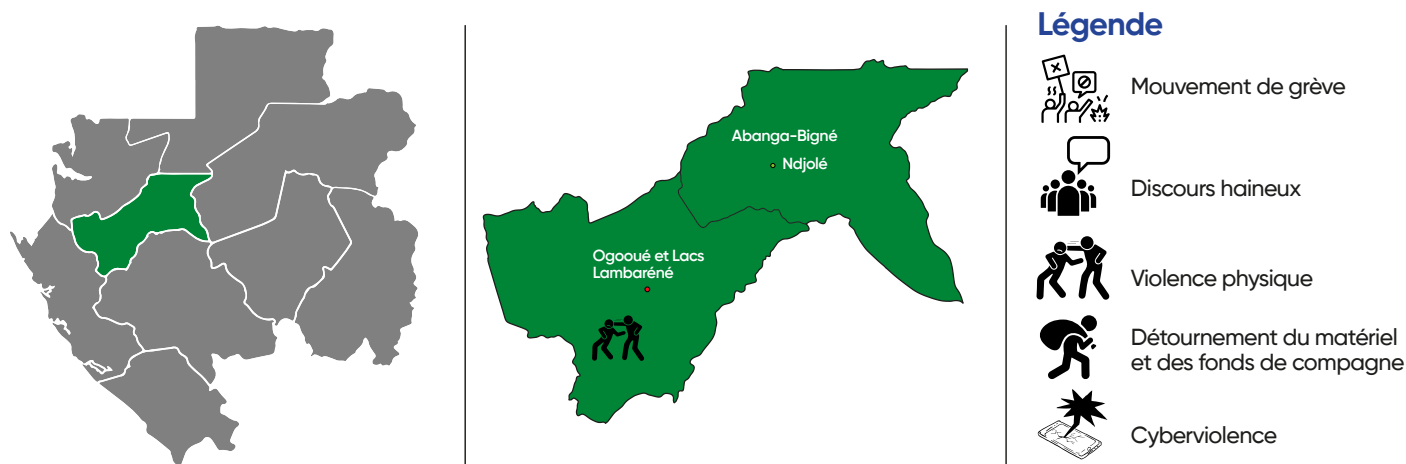 Abanga-Bigné
Ndjolé
Ogooué et Lacs
Lambaréné
Légende
Mouvement de grève
Discours haineux
Violence physique
Détournement du matériel
et des fonds de compagne
Cyberviolence